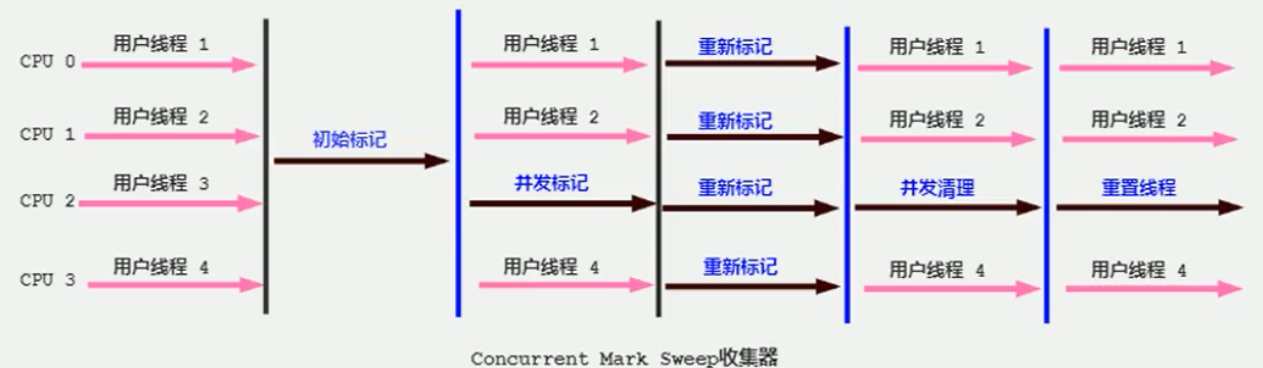 用户线程 1 用户线程 1 重新标记 用户线程 1 用户线程 1
CPU 0
用户线程 2 用户线程 2 重新标记 用户线程 2 用户线程 2
CPU 1 初始标记
用户线程 3 并发标记 重新标记 并发清理 重置线程
CPU 2
用户线程 4 用户线程 4 重新标记 用户线程 4 用户线程 4
CPU 3
Concurrent Mark Sweep收集器